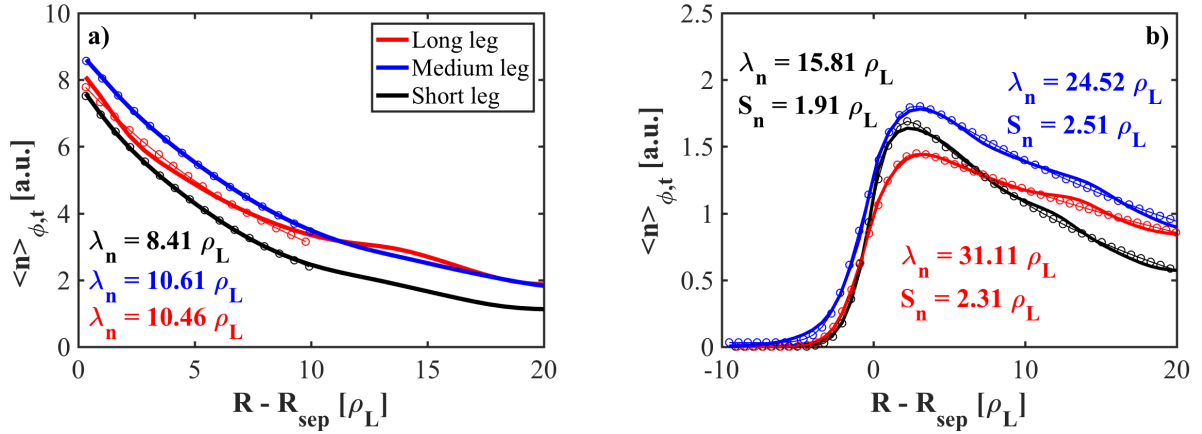 a)
Long leg
Medium leg
Short leg
λn = 8.41 ρL
λn = 10.61 ρL
λn = 10.46 ρL
<n> ϕ,t [a.u.]
0
2
4
6
8
10
0 5 10 15 20
R - Rsep [ρL]
b)
λn = 15.81 ρL
Sn = 1.91 ρL
λn = 24.52 ρL
Sn = 2.51 ρL
λn = 31.11 ρL
Sn = 2.31 ρL
<n> ϕ,t [a.u.]
0
0.5
1
1.5
2
2.5
-10 0 10 20
R - Rsep [ρL]